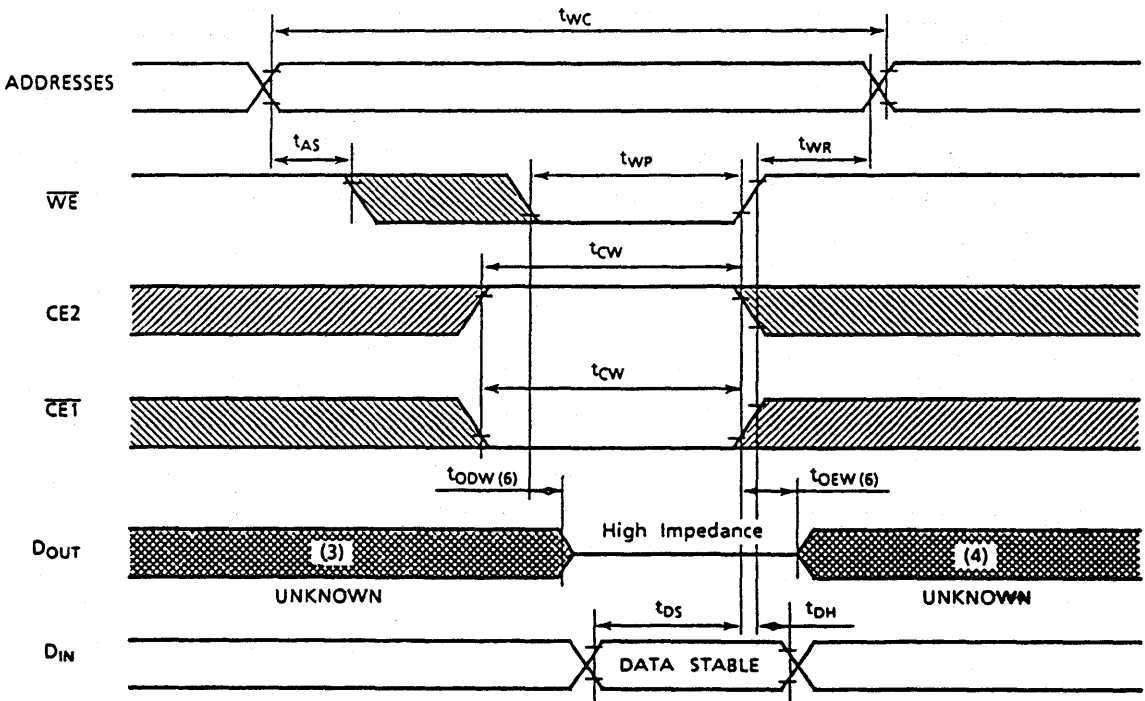 tWC
ADDRESSES
tAS
tWP
tWR
WE
tCW
CE2
tCW
CE1
tODW (6)
tOEW (6)
High Impedance
DOUT
(3)
(4)
UNKNOWN
UNKNOWN
tDS
tDH
DIN
DATA STABLE